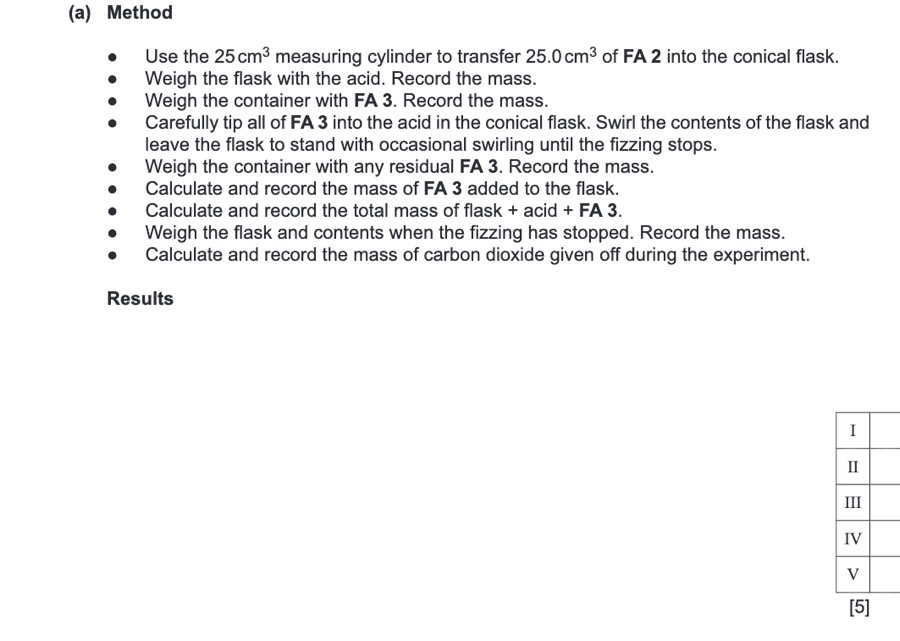 (a) Method
• Use the 25 cm³ measuring cylinder to transfer 25.0 cm³ of FA 2 into the conical flask.
• Weigh the flask with the acid. Record the mass.
• Weigh the container with FA 3. Record the mass.
• Carefully tip all of FA 3 into the acid in the conical flask. Swirl the contents of the flask and
leave the flask to stand with occasional swirling until the fizzing stops.
• Weigh the container with any residual FA 3. Record the mass.
• Calculate and record the mass of FA 3 added to the flask.
• Calculate and record the total mass of flask + acid + FA 3.
• Weigh the flask and contents when the fizzing has stopped. Record the mass.
• Calculate and record the mass of carbon dioxide given off during the experiment.
Results
I
II
III
IV
V
[5]